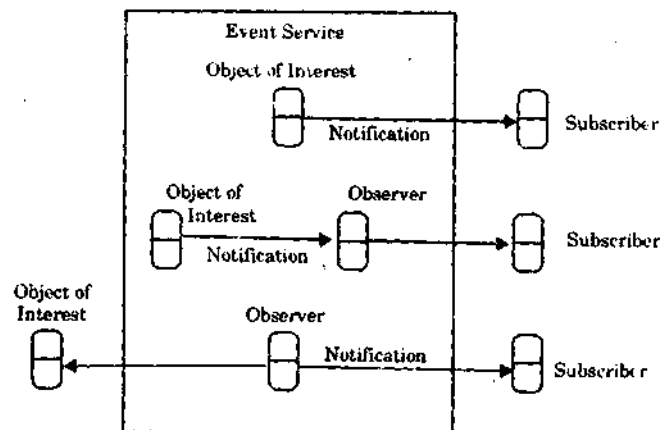 Event Service
Object of Interest
Notification
Subscriber
Object of
Interest
Observer
Notification
Subscriber
Object of
Interest
Observer
Notification
Subscriber